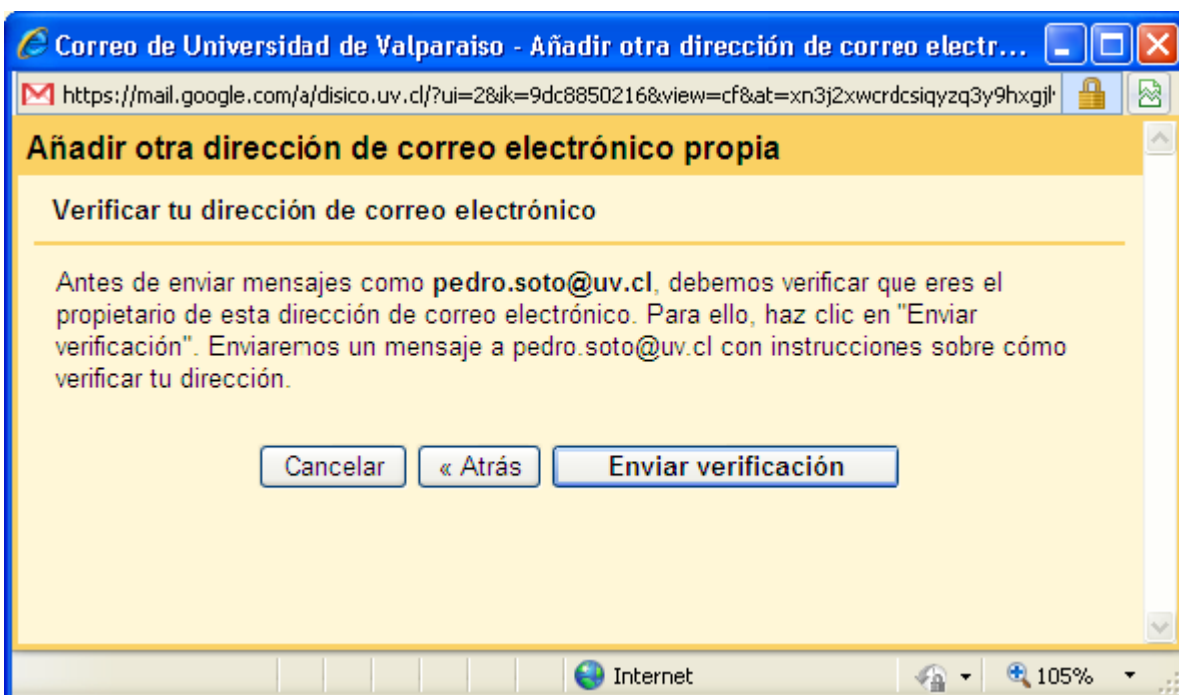 Correo de Universidad de Valparaiso - Añadir otra dirección de correo electr...
https://mail.google.com/a/disico.uv.cl/?ui=2&ik=9dc8850216&view=cf&at=xn3j2xwcrdcsiqyzq3y9hxgjl
Añadir otra dirección de correo electrónico propia
Verificar tu dirección de correo electrónico
Antes de enviar mensajes como pedro.soto@uv.cl, debemos verificar que eres el
propietario de esta dirección de correo electrónico. Para ello, haz clic en "Enviar
verificación". Enviaremos un mensaje a pedro.soto@uv.cl con instrucciones sobre cómo
verificar tu dirección.
Cancelar « Atrás Enviar verificación
Internet 105%